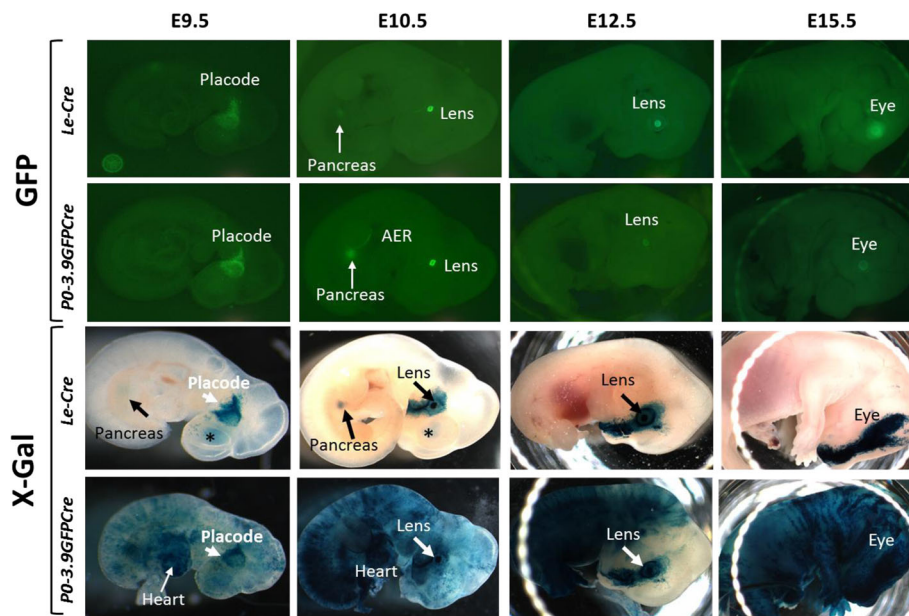 E9.5 E10.5 E12.5 E15.5
GFP
Le-Cre
Placode
Pancreas
Lens
Lens
Eye
P0-3.9GFPCre
Placode
AER
Pancreas
Lens
Lens
Eye
X-Gal
Le-Cre
Placode
Pancreas
*
Lens
Pancreas
*
Lens
Eye
P0-3.9GFPCre
Placode
Heart
Lens
Heart
Lens
Eye